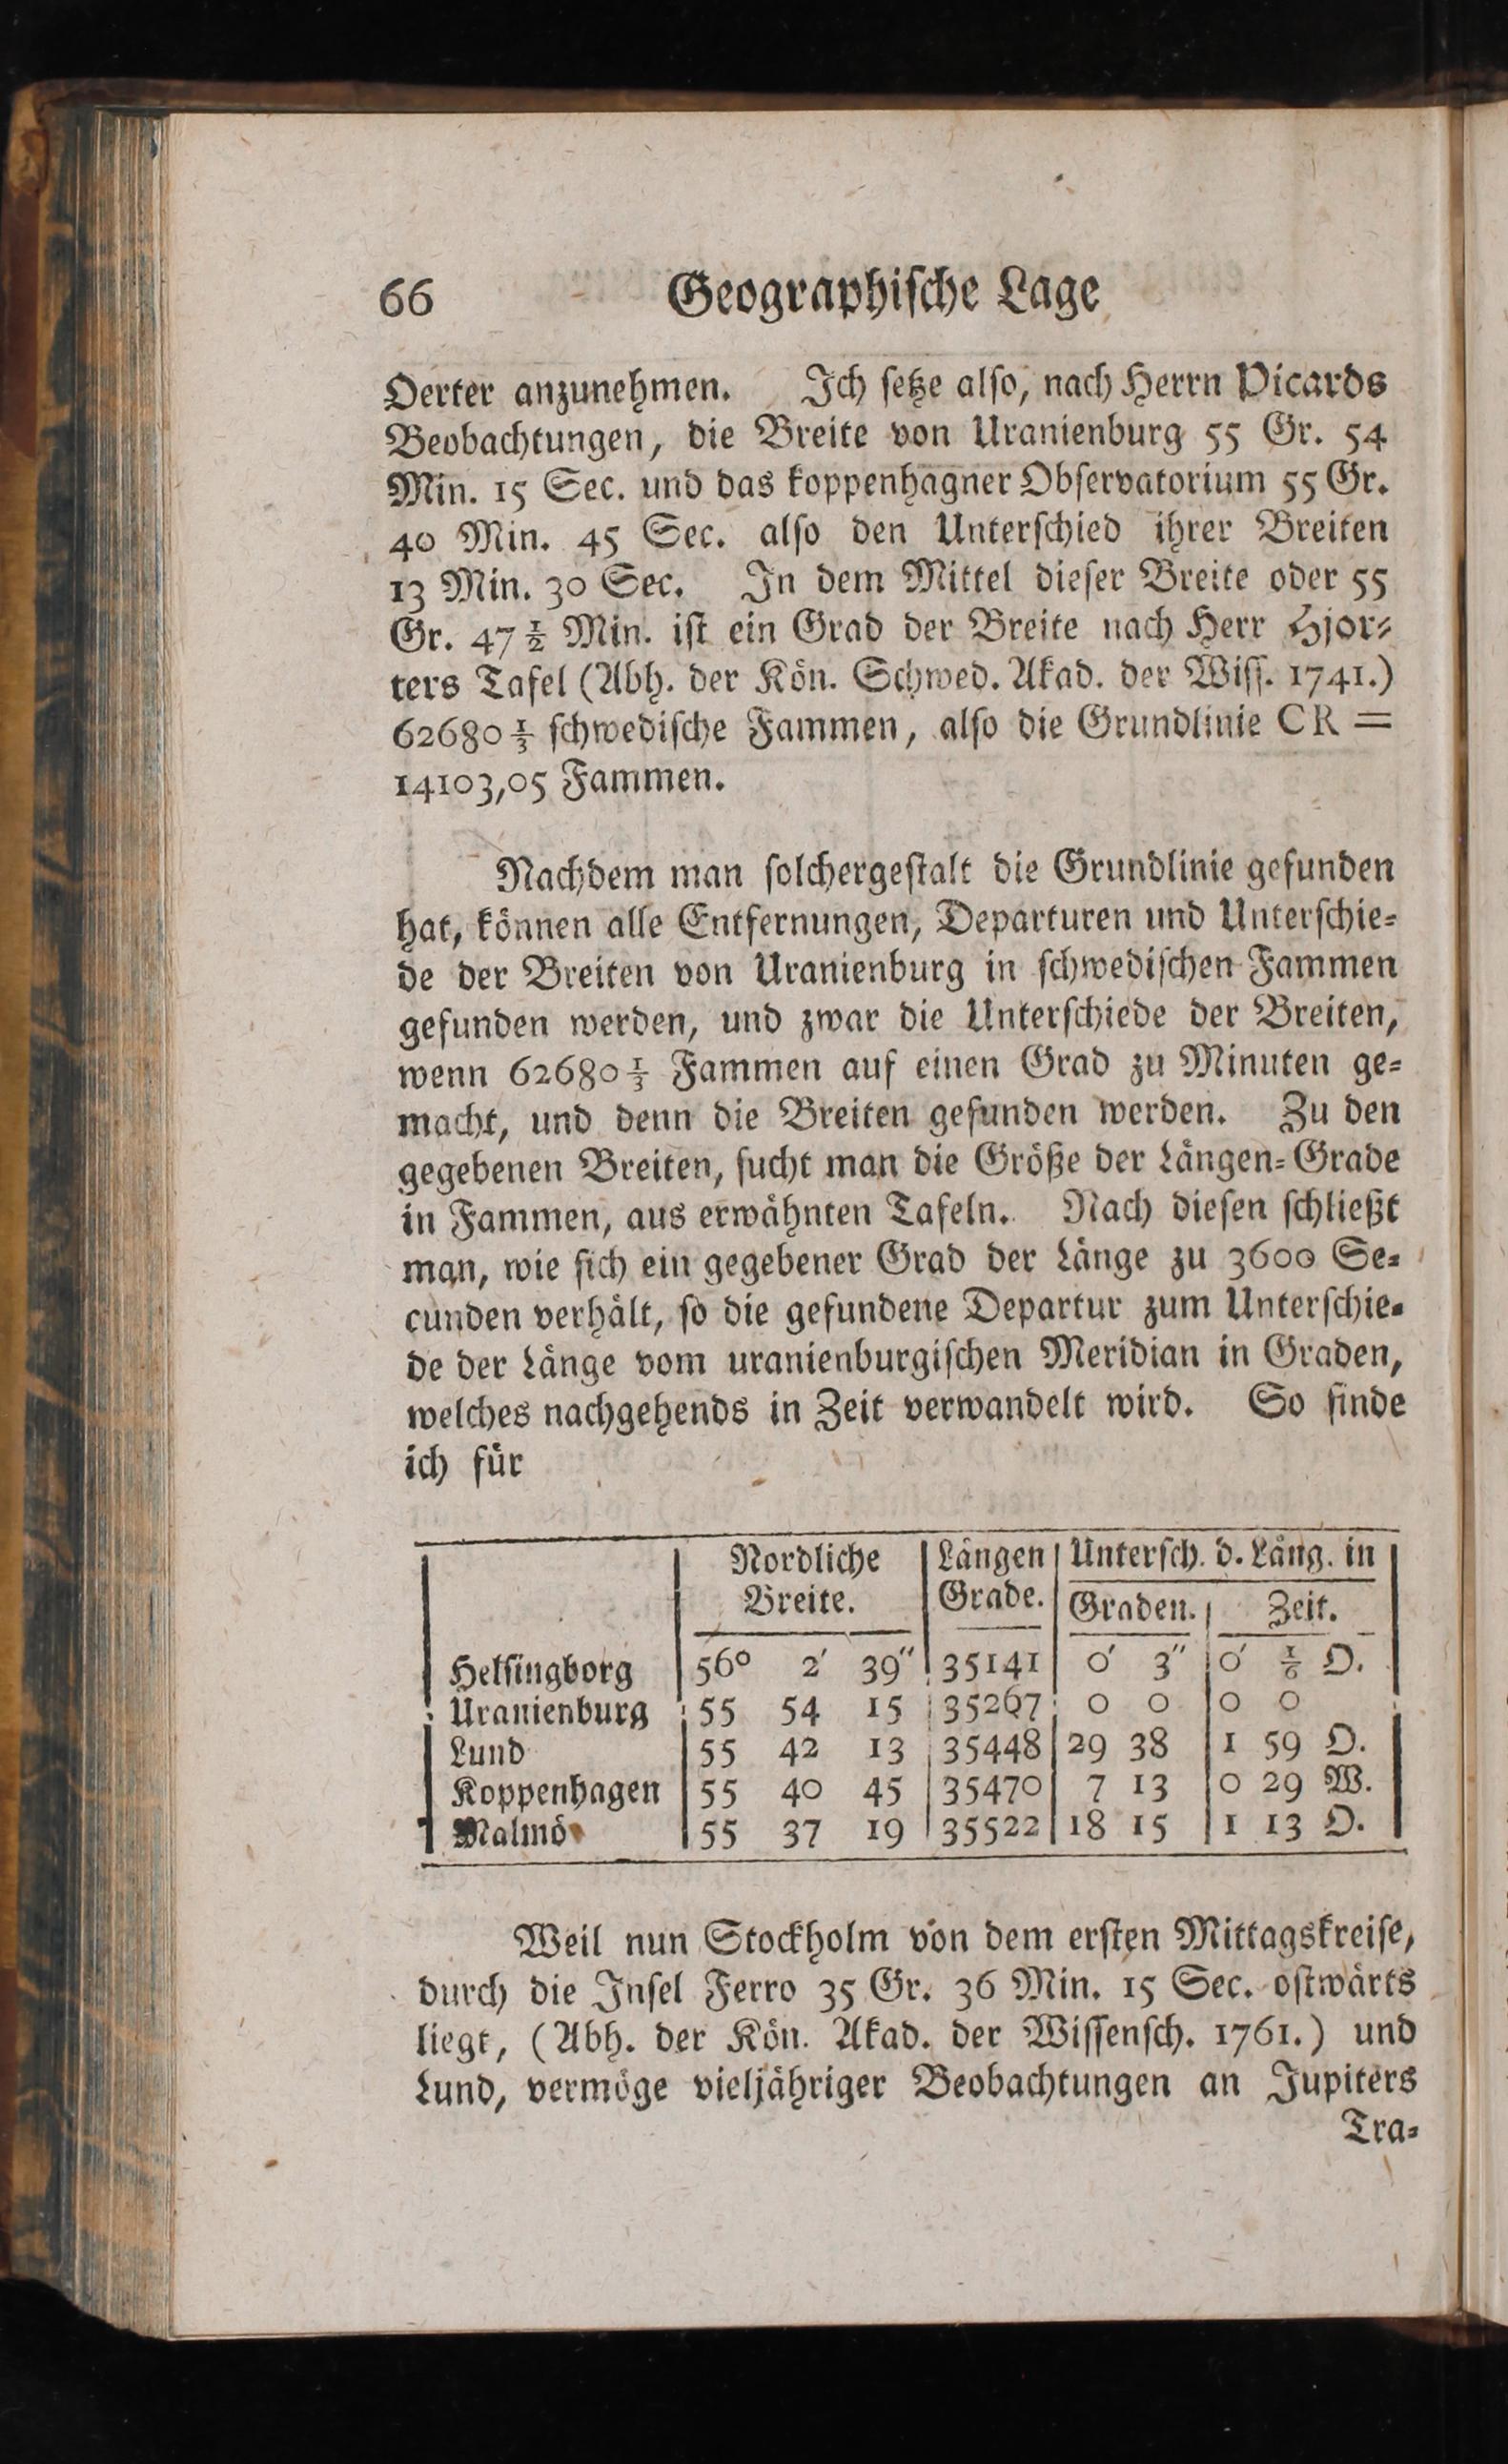 66 Geographische Lage
Oerter anzunehmen. Ich setze also, nach Herrn Picards
Beobachtungen, die Breite von Uranienburg 55 Gr. 54
Min. 15 Sec. und das koppenhagner Observatorium 55 Gr.
40 Min. 45 Sec. also den Unterschied ihrer Breiten
13 Min. 30 Sec. In dem Mittel dieser Breite oder 55
Gr. 47 1/2 Min. ist ein Grad der Breite nach Herr Hjor-
ters Tafel (Abh. der Kön. Schwed. Akad. der Wiss. 1741.)
62680 1/3 schwedische Fammen, also die Grundlinie CR =
14103,05 Fammen.
Nachdem man solchergestalt die Grundlinie gefunden
hat, können alle Entfernungen, Departuren und Unterschie-
de der Breiten von Uranienburg in schwedischen Fammen
gefunden werden, und zwar die Unterschiede der Breiten,
wenn 62680 1/3 Fammen auf einen Grad zu Minuten ge-
macht, und denn die Breiten gefunden werden. Zu den
gegebenen Breiten, sucht man die Größe der Längen-Grade
in Fammen, aus erwähnten Tafeln. Nach diesen schließt
man, wie sich ein gegebener Grad der Länge zu 3600 Se-
cunden verhält, so die gefundene Departur zum Unterschie-
de der Länge vom uranienburgischen Meridian in Graden,
welches nachgehends in Zeit verwandelt wird. So finde
ich für
Nordliche Längen Untersch. d. Läng. in
Breite. Grade. Graden. Zeit.
Helsingborg 56° 2′ 39″ 35141 0′ 3″ 0′ 1/6 O.
Uranienburg 55 54 15 35267 0 0 0 0
Lund 55 42 13 35448 29 38 1 59 O.
Koppenhagen 55 40 45 35470 7 13 0 29 W.
Malmö 55 37 19 35522 18 15 1 13 O.
Weil nun Stockholm von dem ersten Mittagskreise,
durch die Insel Ferro 35 Gr. 36 Min. 15 Sec. ostwärts
liegt, (Abh. der Kön. Akad. der Wissensch. 1761.) und
Lund, vermöge vieljähriger Beobachtungen an Jupiters
Tra-